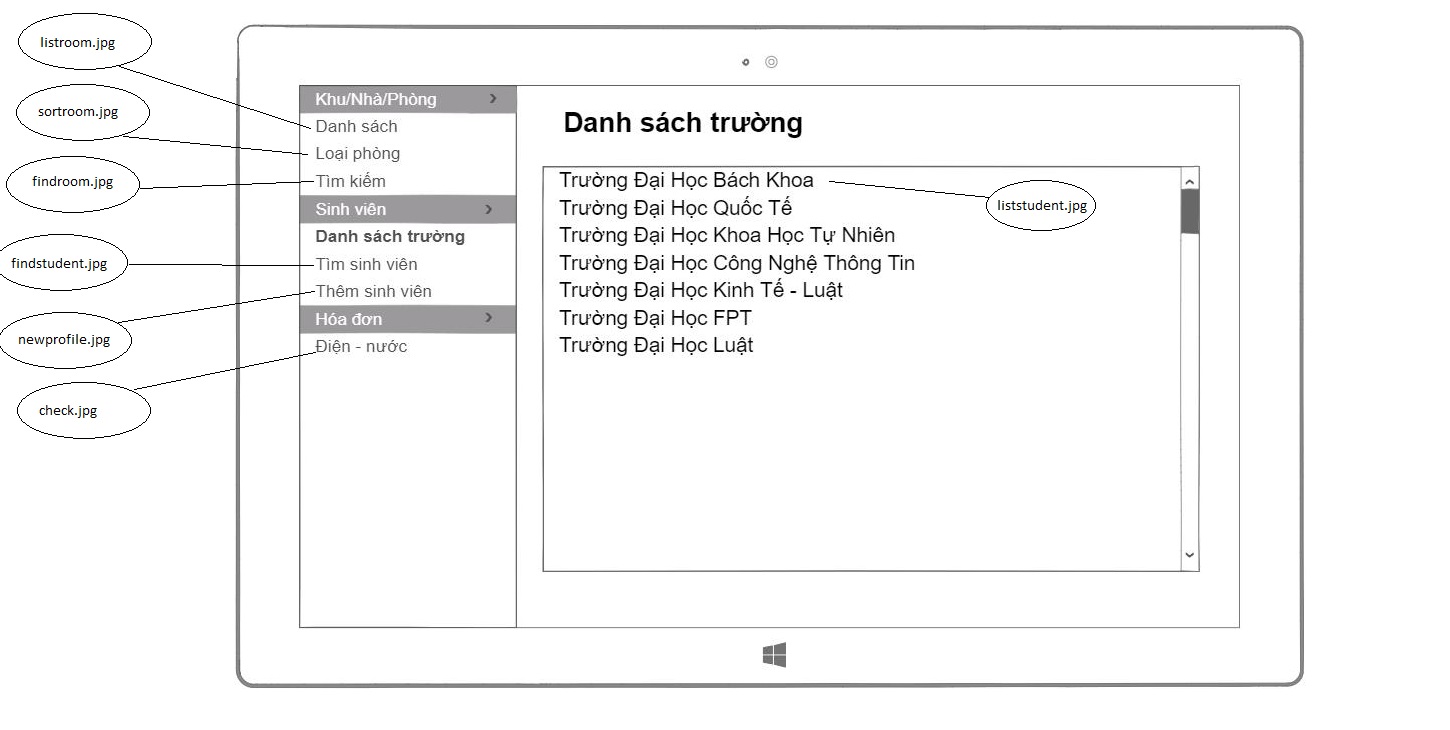 listroom.jpg
sortroom.jpg
findroom.jpg
findstudent.jpg
newprofile.jpg
check.jpg
Khu/Nhà/Phòng
Danh sách
Loại phòng
Tìm kiếm
Sinh viên
Danh sách trường
Tìm sinh viên
Thêm sinh viên
Hóa đơn
Điện - nước
Danh sách trường
Trường Đại Học Bách Khoa
Trường Đại Học Quốc Tế
Trường Đại Học Khoa Học Tự Nhiên
Trường Đại Học Công Nghệ Thông Tin
Trường Đại Học Kinh Tế - Luật
Trường Đại Học FPT
Trường Đại Học Luật
liststudent.jpg